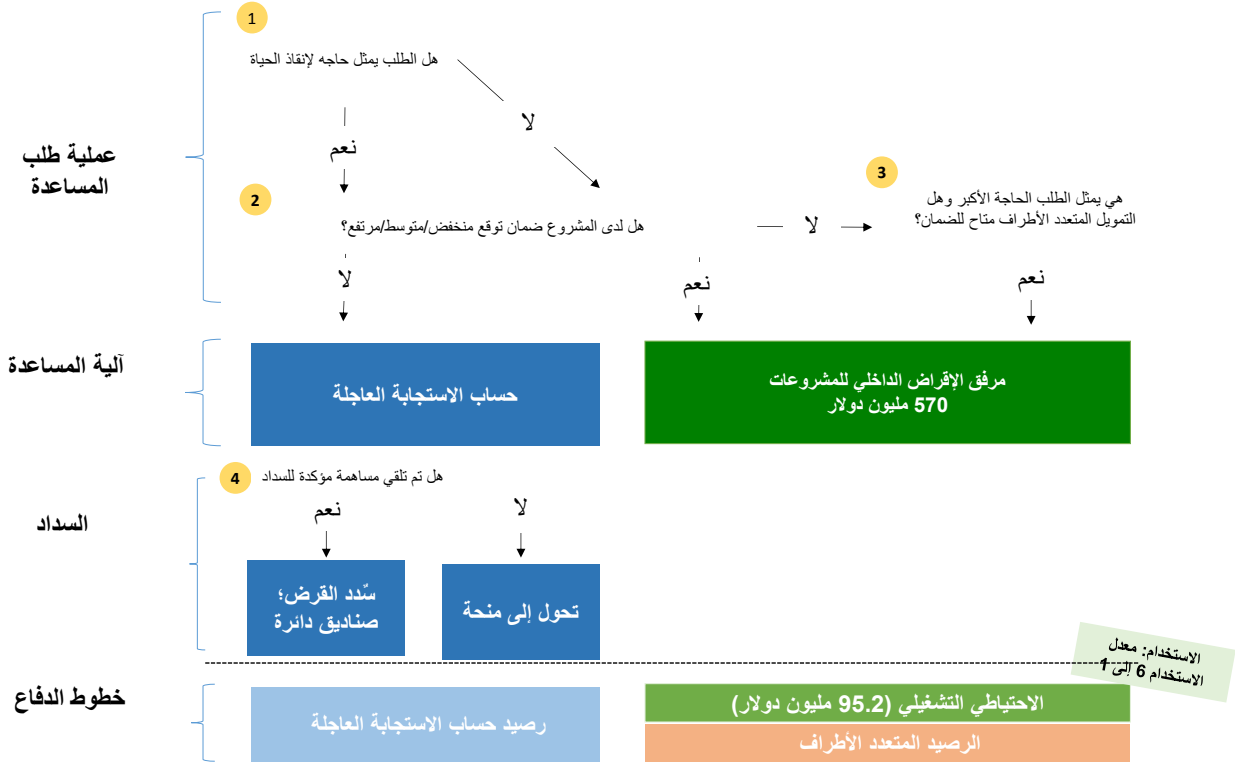 1
هل الطلب يمثل حاجه لإنقاذ الحياة
لا
نعم
عملية طلب
المساعدة
2
هل لدى المشروع ضمان توقع منخفض/متوسط/مرتفع؟
لا
3
هي يمثل الطلب الحاجة الأكبر وهل
التمويل المتعدد الأطراف متاح للضمان؟
لا
نعم
نعم
آلية المساعدة
حساب الاستجابة العاجلة
مرفق الإقراض الداخلي للمشروعات
570 مليون دولار
السداد
4
هل تم تلقي مساهمة مؤكدة للسداد
نعم
لا
سّدد القرض؛
صناديق دائرة
تحول إلى منحة
الاستخدام: معدل
الاستخدام 6 إلى 1
خطوط الدفاع
رصيد حساب الاستجابة العاجلة
الاحتياطي التشغيلي (95.2 مليون دولار)
الرصيد المتعدد الأطراف